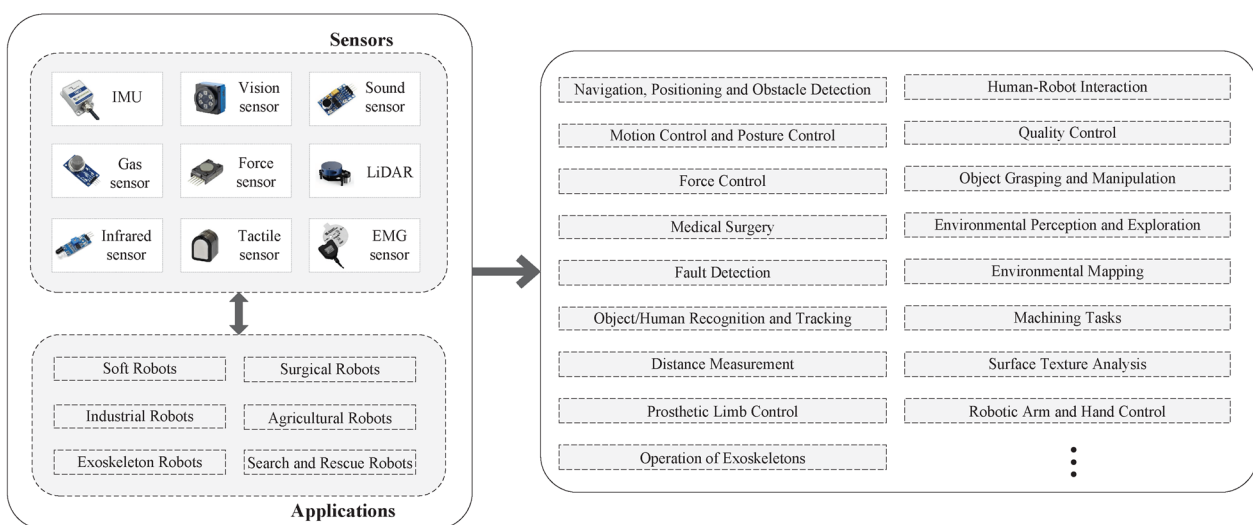 Sensors
IMU
Vision
sensor
Sound
sensor
Gas
sensor
Force
sensor
LiDAR
Infrared
sensor
Tactile
sensor
EMG
sensor
Soft Robots
Surgical Robots
Industrial Robots
Agricultural Robots
Exoskeleton Robots
Search and Rescue Robots
Applications
Navigation, Positioning and Obstacle Detection
Motion Control and Posture Control
Force Control
Medical Surgery
Fault Detection
Object/Human Recognition and Tracking
Distance Measurement
Prosthetic Limb Control
Operation of Exoskeletons
Human-Robot Interaction
Quality Control
Object Grasping and Manipulation
Environmental Perception and Exploration
Environmental Mapping
Machining Tasks
Surface Texture Analysis
Robotic Arm and Hand Control